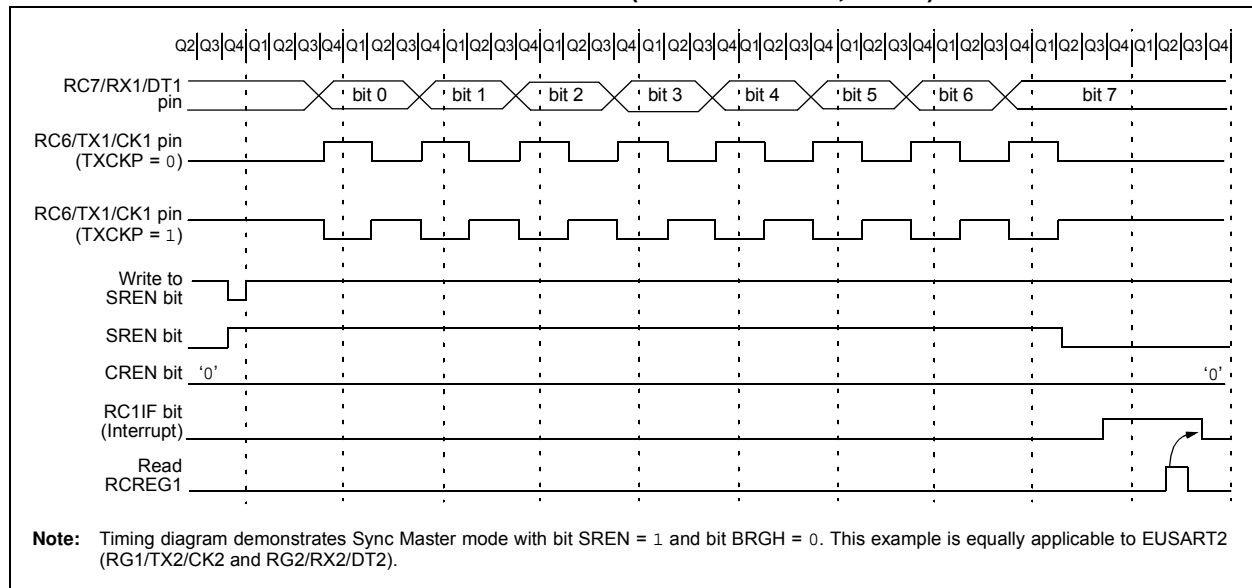 Q2 Q3 Q4 Q1 Q2 Q3 Q4 Q1 Q2 Q3 Q4 Q1 Q2 Q3 Q4 Q1 Q2 Q3 Q4 Q1 Q2 Q3 Q4 Q1 Q2 Q3 Q4 Q1 Q2 Q3 Q4 Q1 Q2 Q3 Q4 Q1 Q2 Q3 Q4 Q1 Q2 Q3 Q4
RC7/RX1/DT1
pin
bit 0 bit 1 bit 2 bit 3 bit 4 bit 5 bit 6 bit 7
RC6/TX1/CK1 pin
(TXCKP = 0)
RC6/TX1/CK1 pin
(TXCKP = 1)
Write to
SREN bit
SREN bit
CREN bit '0' '0'
RC1IF bit
(Interrupt)
Read
RCREG1
Note: Timing diagram demonstrates Sync Master mode with bit SREN = 1 and bit BRGH = 0. This example is equally applicable to EUSART2
(RG1/TX2/CK2 and RG2/RX2/DT2).